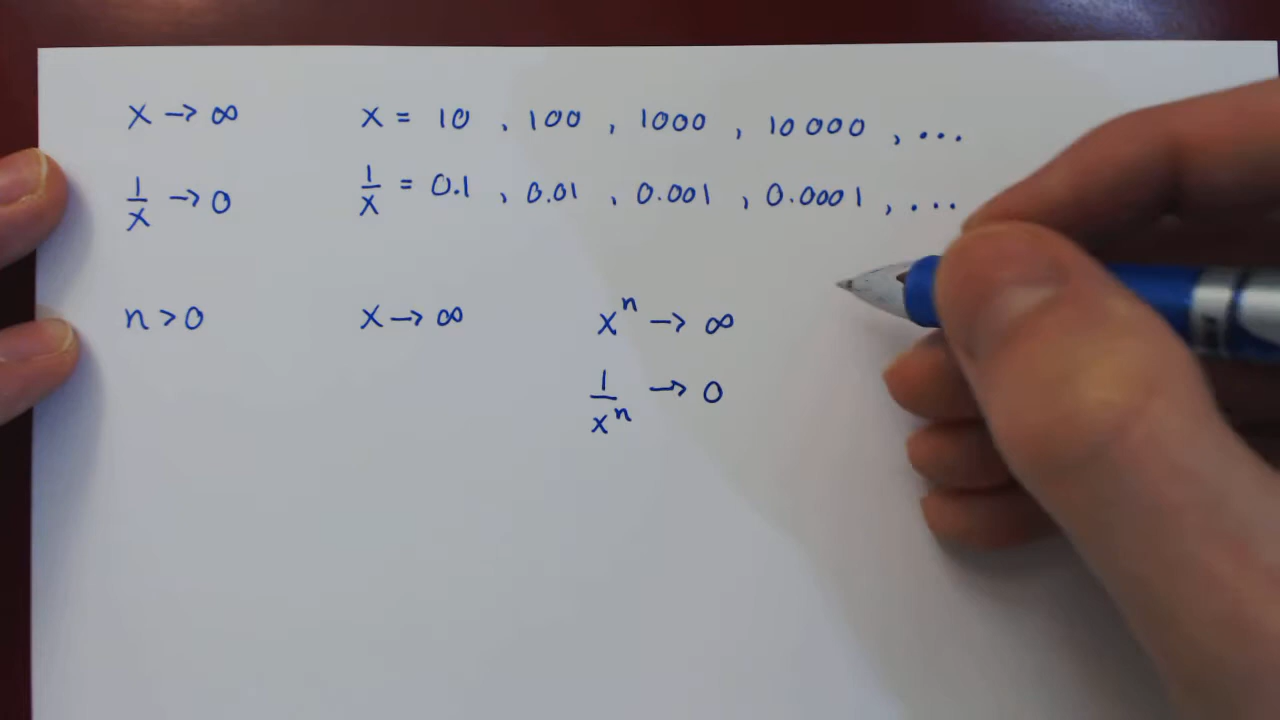 x → ∞ x = 10 , 100 , 1000 , 10 000 , ...
1/x → 0 1/x = 0.1 , 0.01 , 0.001 , 0.0001 , ...
n > 0 x → ∞ xⁿ → ∞
1/xⁿ → 0